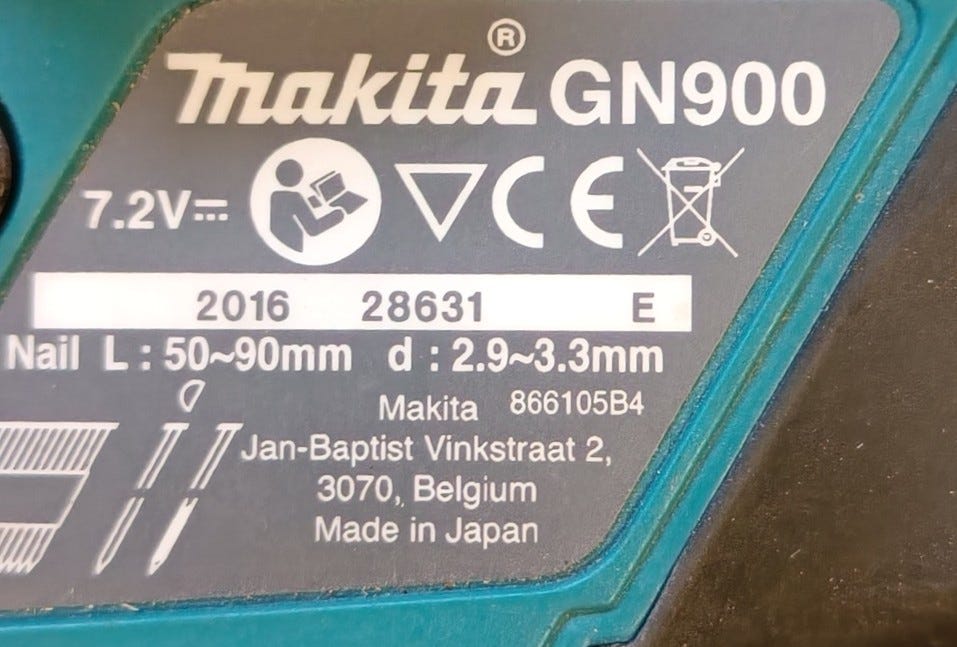 makita® GN900
7.2V CE
2016 28631 E
Nail L : 50~90mm d : 2.9~3.3mm
Makita 866105B4
Jan-Baptist Vinkstraat 2,
3070, Belgium
Made in Japan